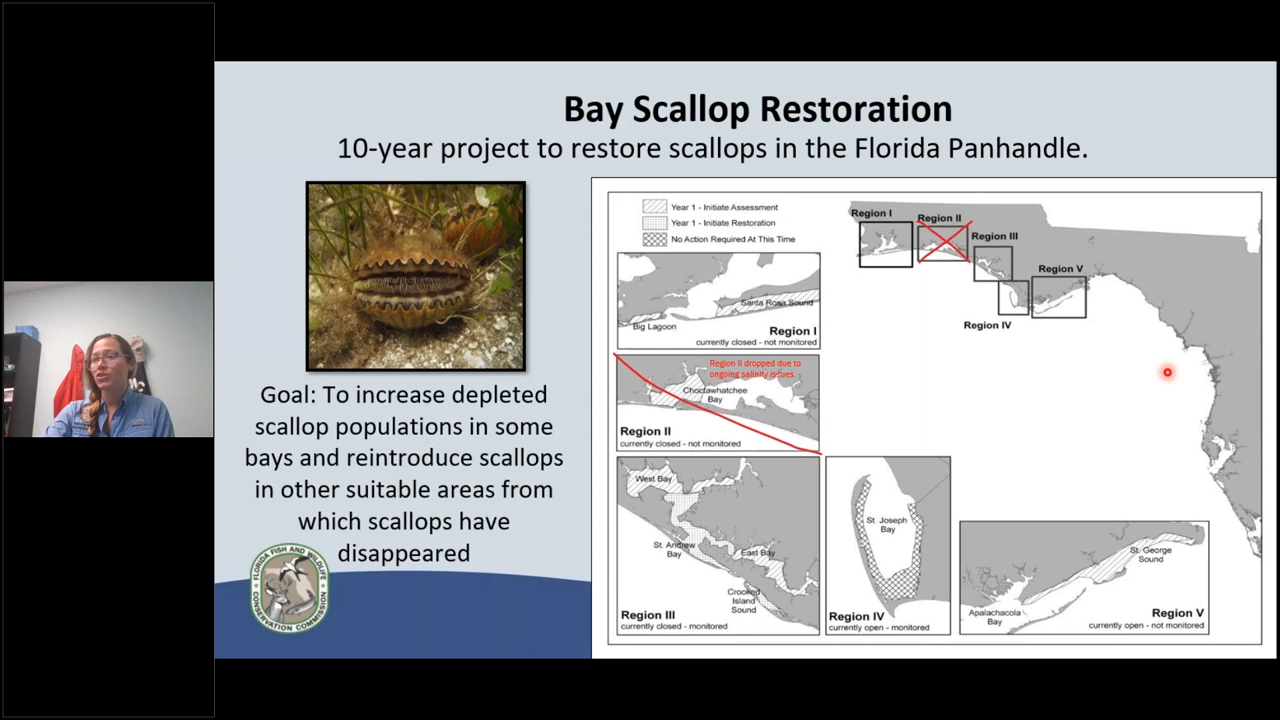 Bay Scallop Restoration
10-year project to restore scallops in the Florida Panhandle.
Goal: To increase depleted
scallop populations in some
bays and reintroduce scallops
in other suitable areas from
which scallops have
disappeared
FLORIDA FISH AND WILDLIFE
CONSERVATION COMMISSION
Year 1 - Initiate Assessment
Year 1 - Initiate Restoration
No Action Required At This Time
Region I
Region II
Region III
Region V
Region IV
Santa Rosa Sound
Big Lagoon
Region I
currently closed - not monitored
Region II dropped due to
ongoing salinity issues.
Choctawhatchee
Bay
Region II
currently closed - not monitored
West Bay
St. Andrew
Bay
East Bay
Crooked
Island
Sound
Region III
currently closed - monitored
St. Joseph
Bay
Region IV
currently open - monitored
St. George
Sound
Apalachacola
Bay
Region V
currently open - not monitored